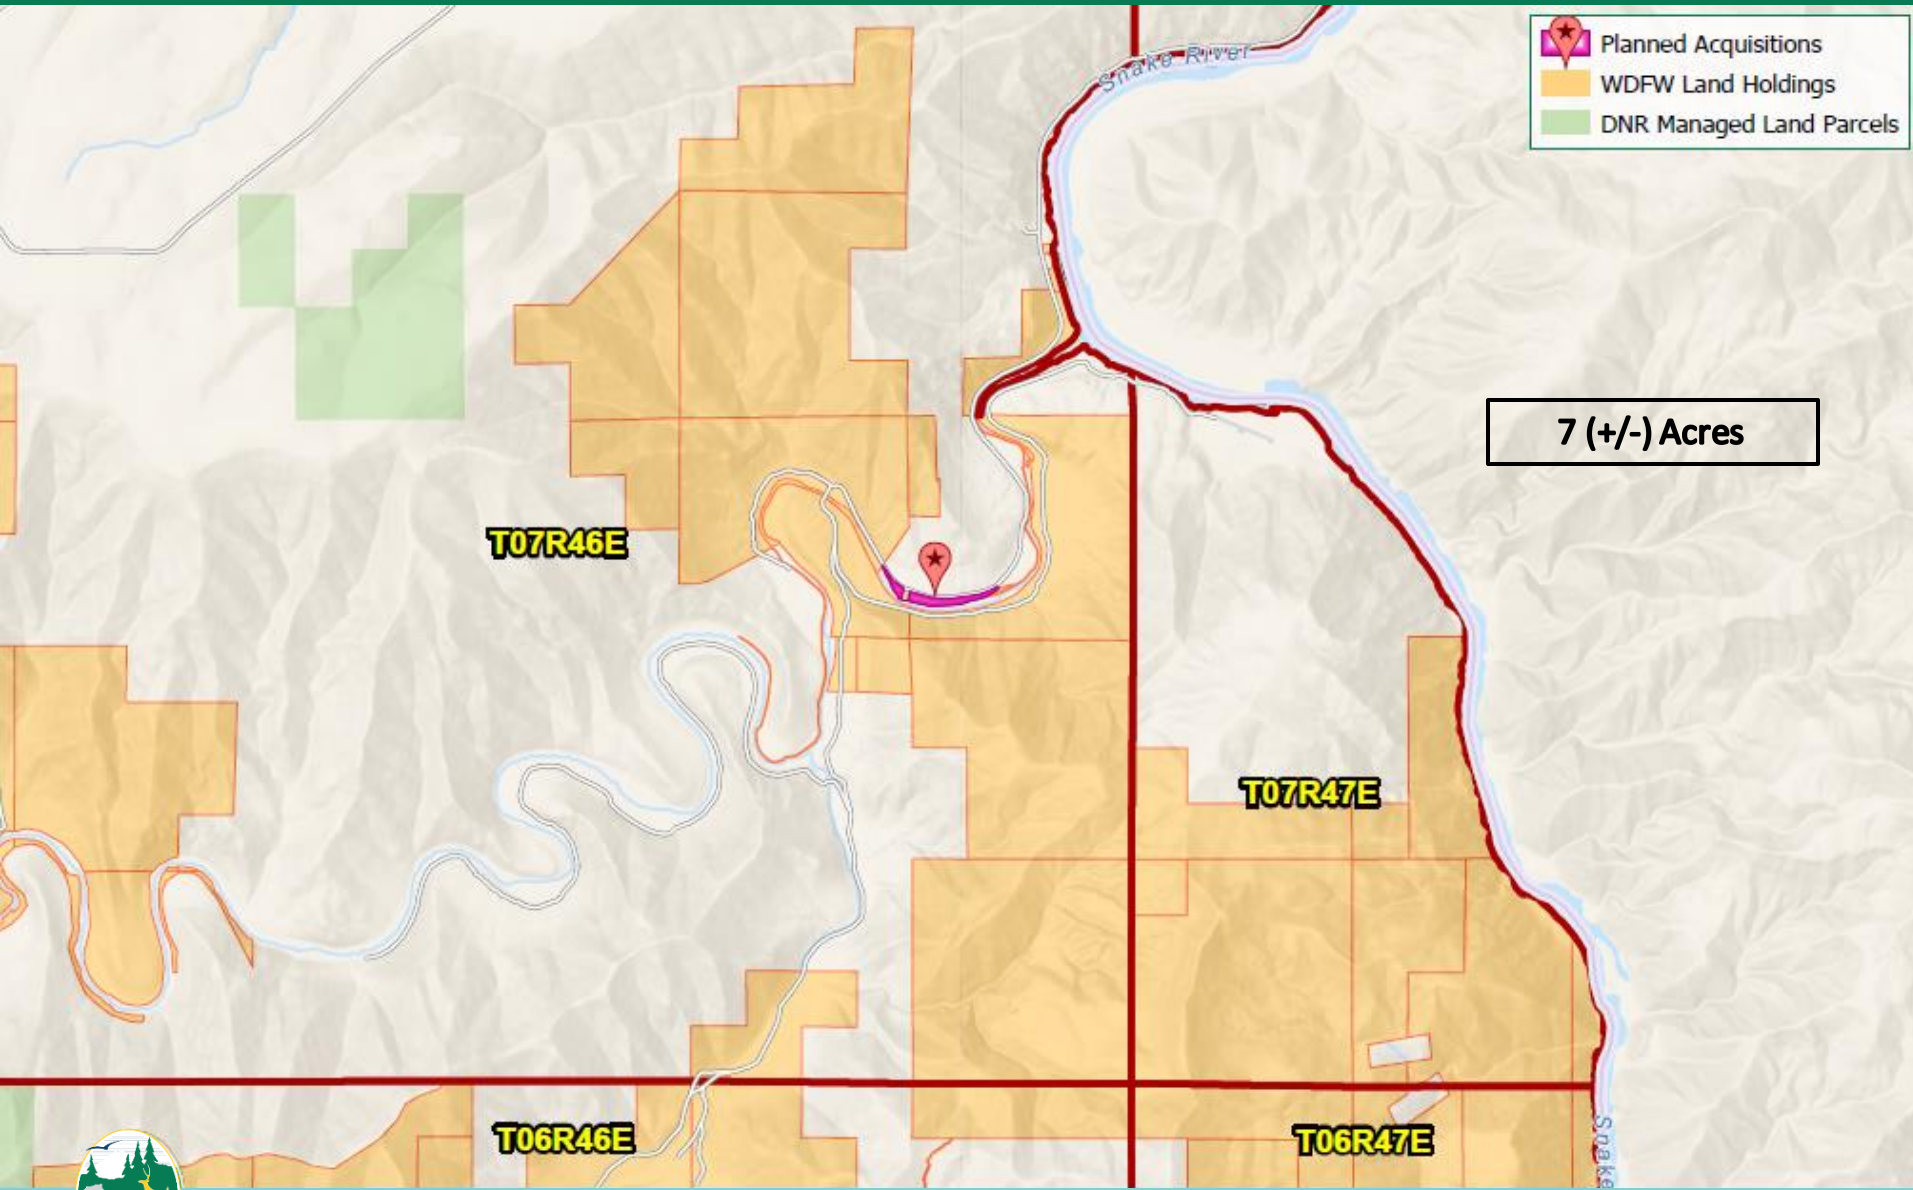 Snake River
Planned Acquisitions
WDFW Land Holdings
DNR Managed Land Parcels
7 (+/-) Acres
T07R46E
T07R47E
T06R46E
T06R47E
Snake